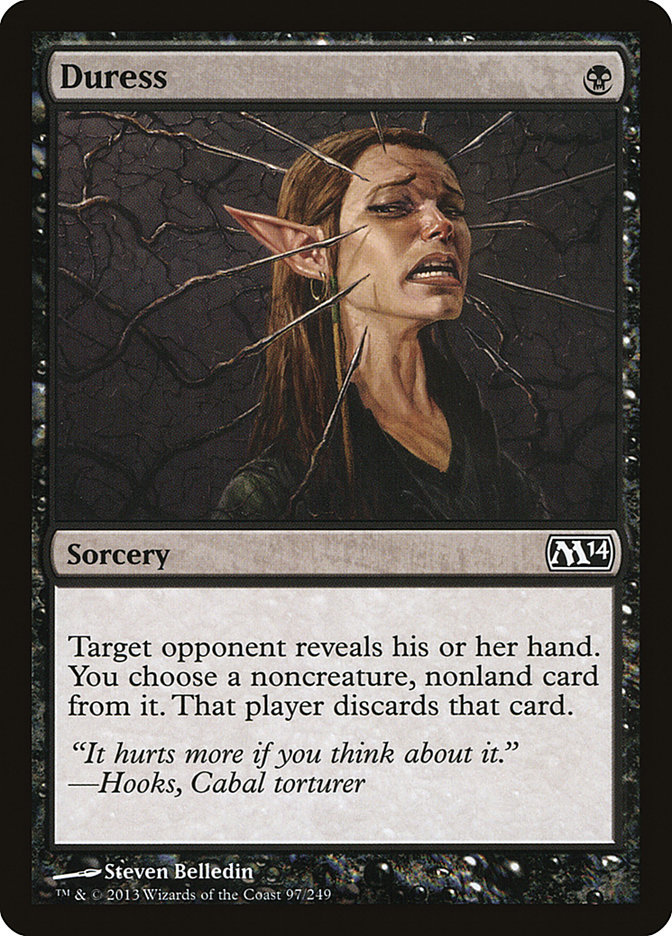 Duress
Sorcery
M14
Target opponent reveals his or her hand.
You choose a noncreature, nonland card
from it. That player discards that card.
“It hurts more if you think about it.”
—Hooks, Cabal torturer
Steven Belledin
™ & © 2013 Wizards of the Coast 97/249